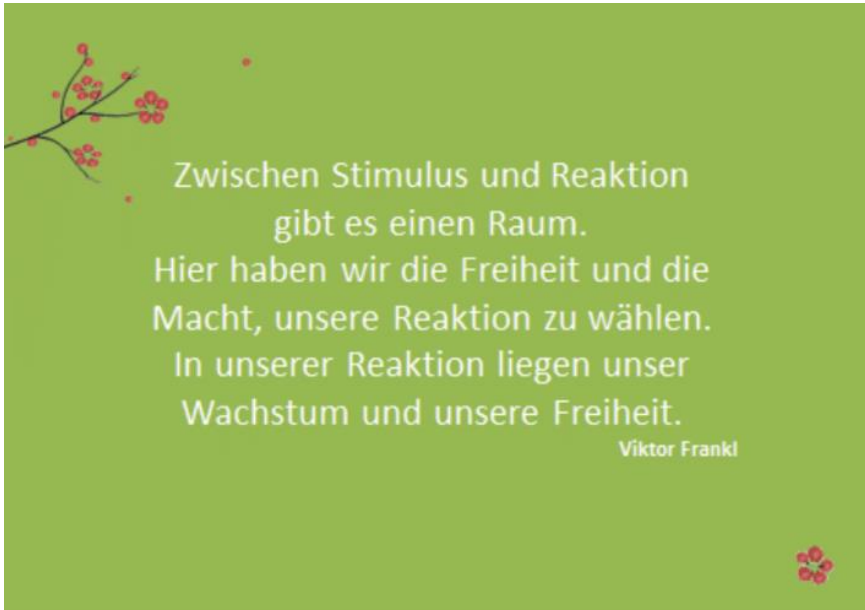 Zwischen Stimulus und Reaktion
gibt es einen Raum.
Hier haben wir die Freiheit und die
Macht, unsere Reaktion zu wählen.
In unserer Reaktion liegen unser
Wachstum und unsere Freiheit.
Viktor Frankl